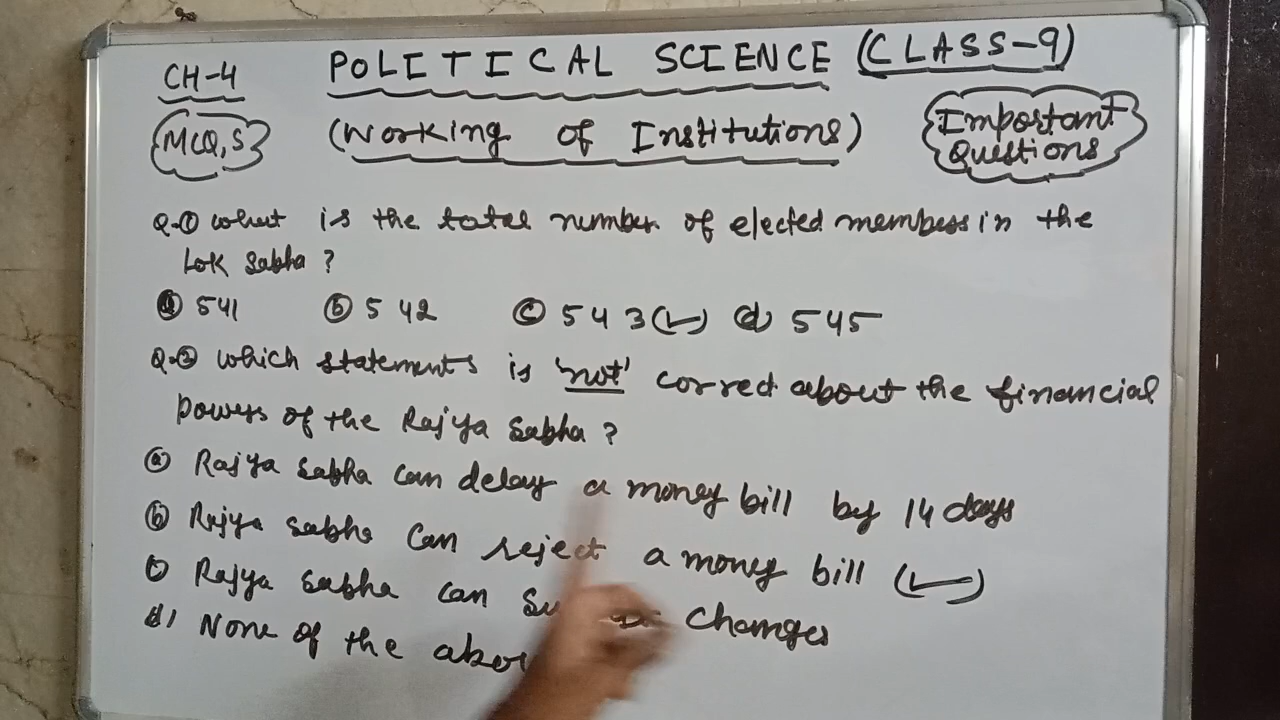 CH-4
POLITICAL SCIENCE (CLASS-9)
MCQ,S
(Working of Institutions)
Important
Questions
Q-① what is the total number of elected members in the
Lok Sabha ?
ⓐ 541 ⓑ 542 ⓒ 543 (✓) ⓓ 545
Q-② which statements is 'not' correct about the financial
powers of the Rajya Sabha ?
ⓐ Rajya Sabha can delay a money bill by 14 days
ⓑ Rajya Sabha can reject a money bill (✓)
ⓒ Rajya Sabha can changes
d) None of the